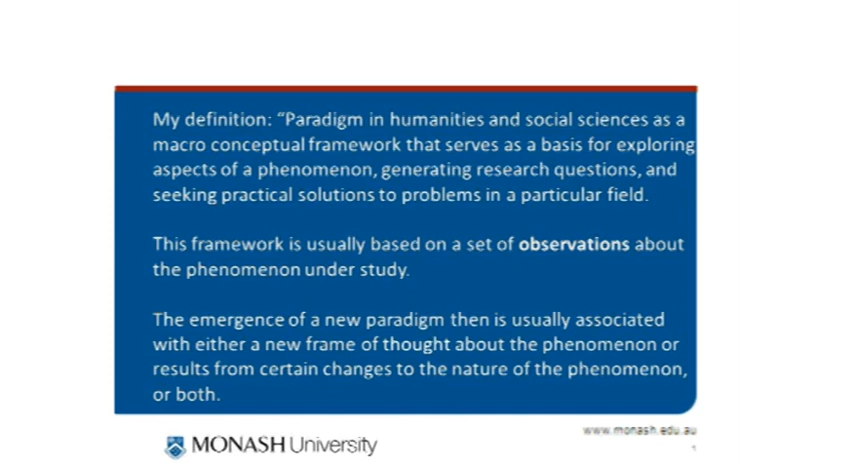 My definition: “Paradigm in humanities and social sciences as a
macro conceptual framework that serves as a basis for exploring
aspects of a phenomenon, generating research questions, and
seeking practical solutions to problems in a particular field.
This framework is usually based on a set of observations about
the phenomenon under study.
The emergence of a new paradigm then is usually associated
with either a new frame of thought about the phenomenon or
results from certain changes to the nature of the phenomenon,
or both.
www.monash.edu.au
MONASH University
1